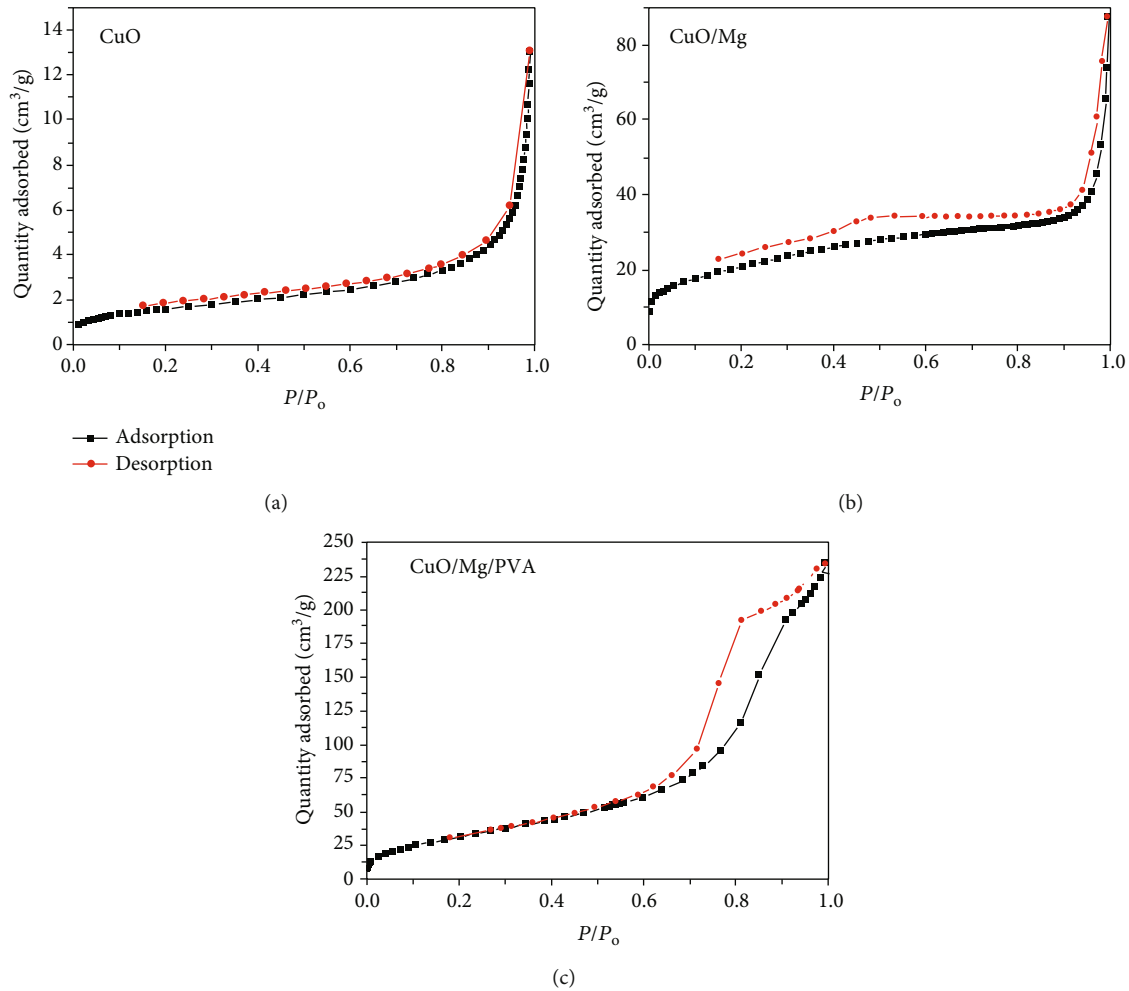 CuO
Quantity adsorbed (cm³/g)
14
12
10
8
6
4
2
0
0.0 0.2 0.4 0.6 0.8 1.0
P/Pₒ
Adsorption
Desorption
(a)
CuO/Mg
Quantity adsorbed (cm³/g)
80
60
40
20
0
0.0 0.2 0.4 0.6 0.8 1.0
P/Pₒ
(b)
CuO/Mg/PVA
Quantity adsorbed (cm³/g)
250
225
200
175
150
125
100
75
50
25
0
0.0 0.2 0.4 0.6 0.8 1.0
P/Pₒ
(c)